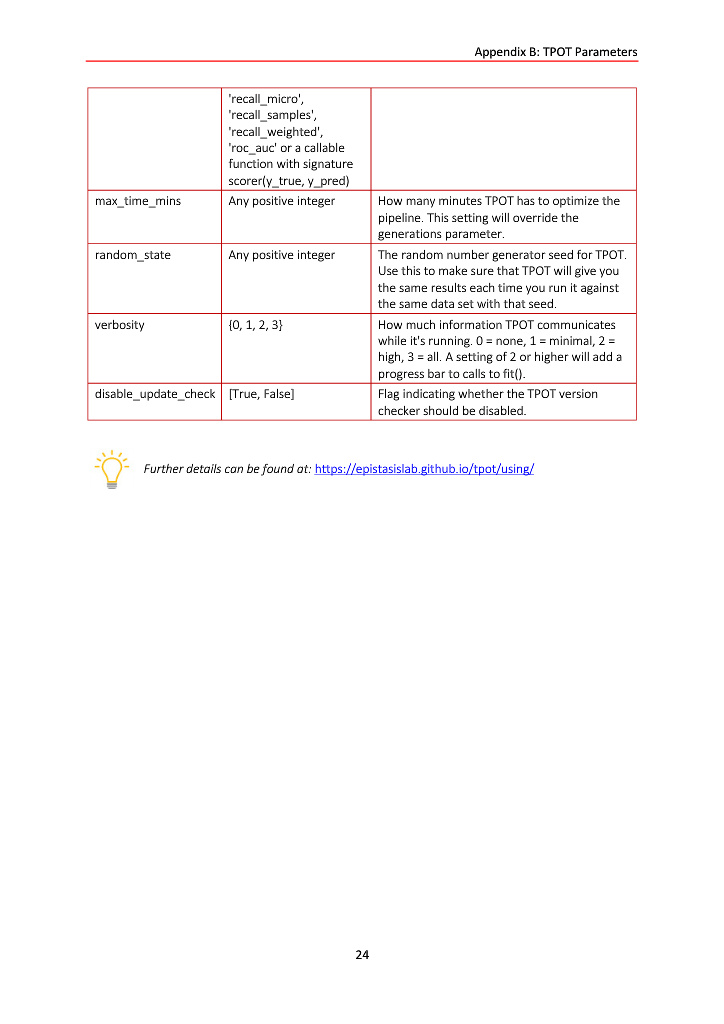 Appendix B: TPOT Parameters
'recall_micro',
'recall_samples',
'recall_weighted',
'roc_auc' or a callable
function with signature
scorer(y_true, y_pred)
max_time_mins
Any positive integer
How many minutes TPOT has to optimize the
pipeline. This setting will override the
generations parameter.
random_state
Any positive integer
The random number generator seed for TPOT.
Use this to make sure that TPOT will give you
the same results each time you run it against
the same data set with that seed.
verbosity
{0, 1, 2, 3}
How much information TPOT communicates
while it's running. 0 = none, 1 = minimal, 2 =
high, 3 = all. A setting of 2 or higher will add a
progress bar to calls to fit().
disable_update_check
[True, False]
Flag indicating whether the TPOT version
checker should be disabled.
Further details can be found at: https://epistasislab.github.io/tpot/using/
24